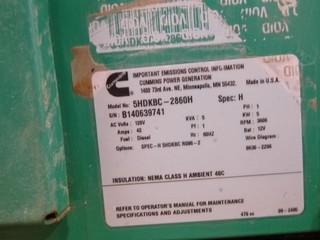 VOID
IMPORTANT EMISSIONS CONTROL INFORMATION
CUMMINS POWER GENERATION
1400 73rd Ave. NE, Minneapolis, MN 55432. Made in U.S.A.
Model No: 5HDKBC-2860H Spec: H
S/N: B140639741 PH: 1
AC Volts: 120V KVA: 5 KW: 5
Amps: 42 Pf: 1 RPM: 3600
Fuel: Diesel Hz: 60HZ Bat: 12V
Options: SPEC-H 5HDKBC Wire Diagram:
INSULATION: NEMA CLASS H AMBIENT 40C
REFER TO OPERATOR'S MANUAL FOR MAINTENANCE
SPECIFICATIONS AND ADJUSTMENTS